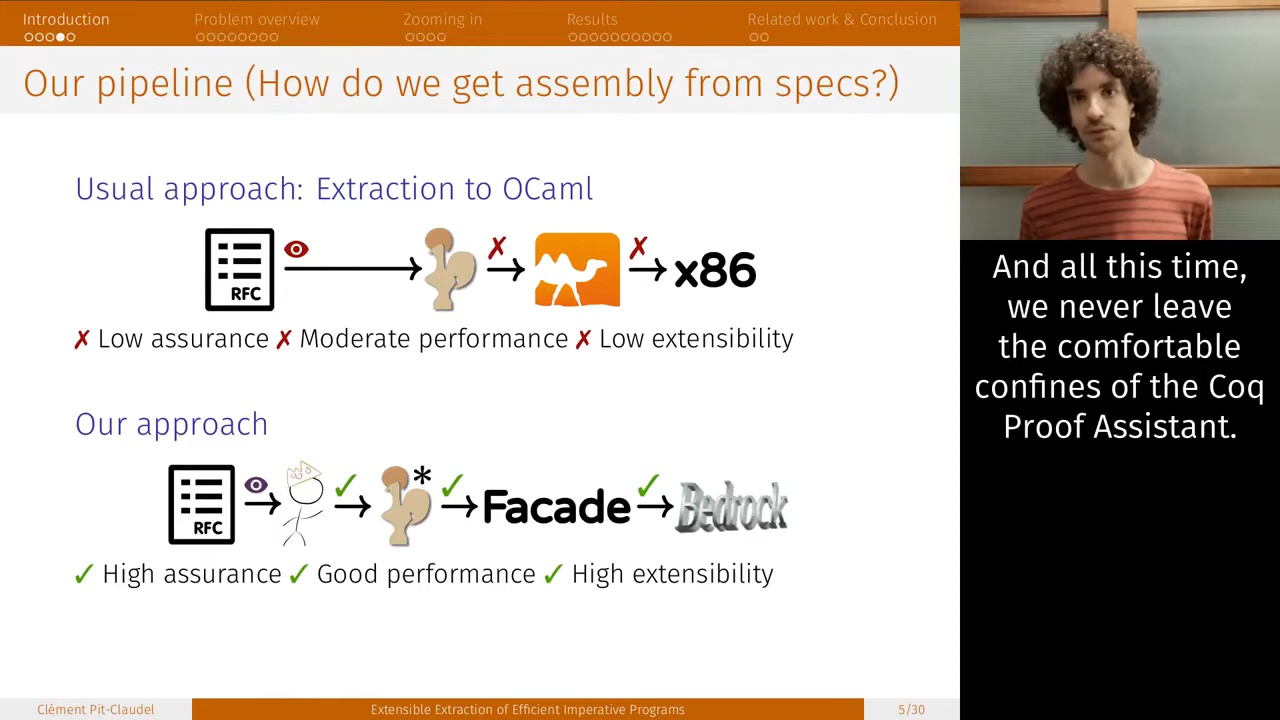 Introduction
Problem overview
Zooming in
Results
Related work & Conclusion
Our pipeline (How do we get assembly from specs?)
Usual approach: Extraction to OCaml
RFC
x86
✗ Low assurance ✗ Moderate performance ✗ Low extensibility
Our approach
RFC
*
Facade
Bedrock
✓ High assurance ✓ Good performance ✓ High extensibility
Clément Pit-Claudel
Extensible Extraction of Efficient Imperative Programs
5/30
And all this time,
we never leave
the comfortable
confines of the Coq
Proof Assistant.